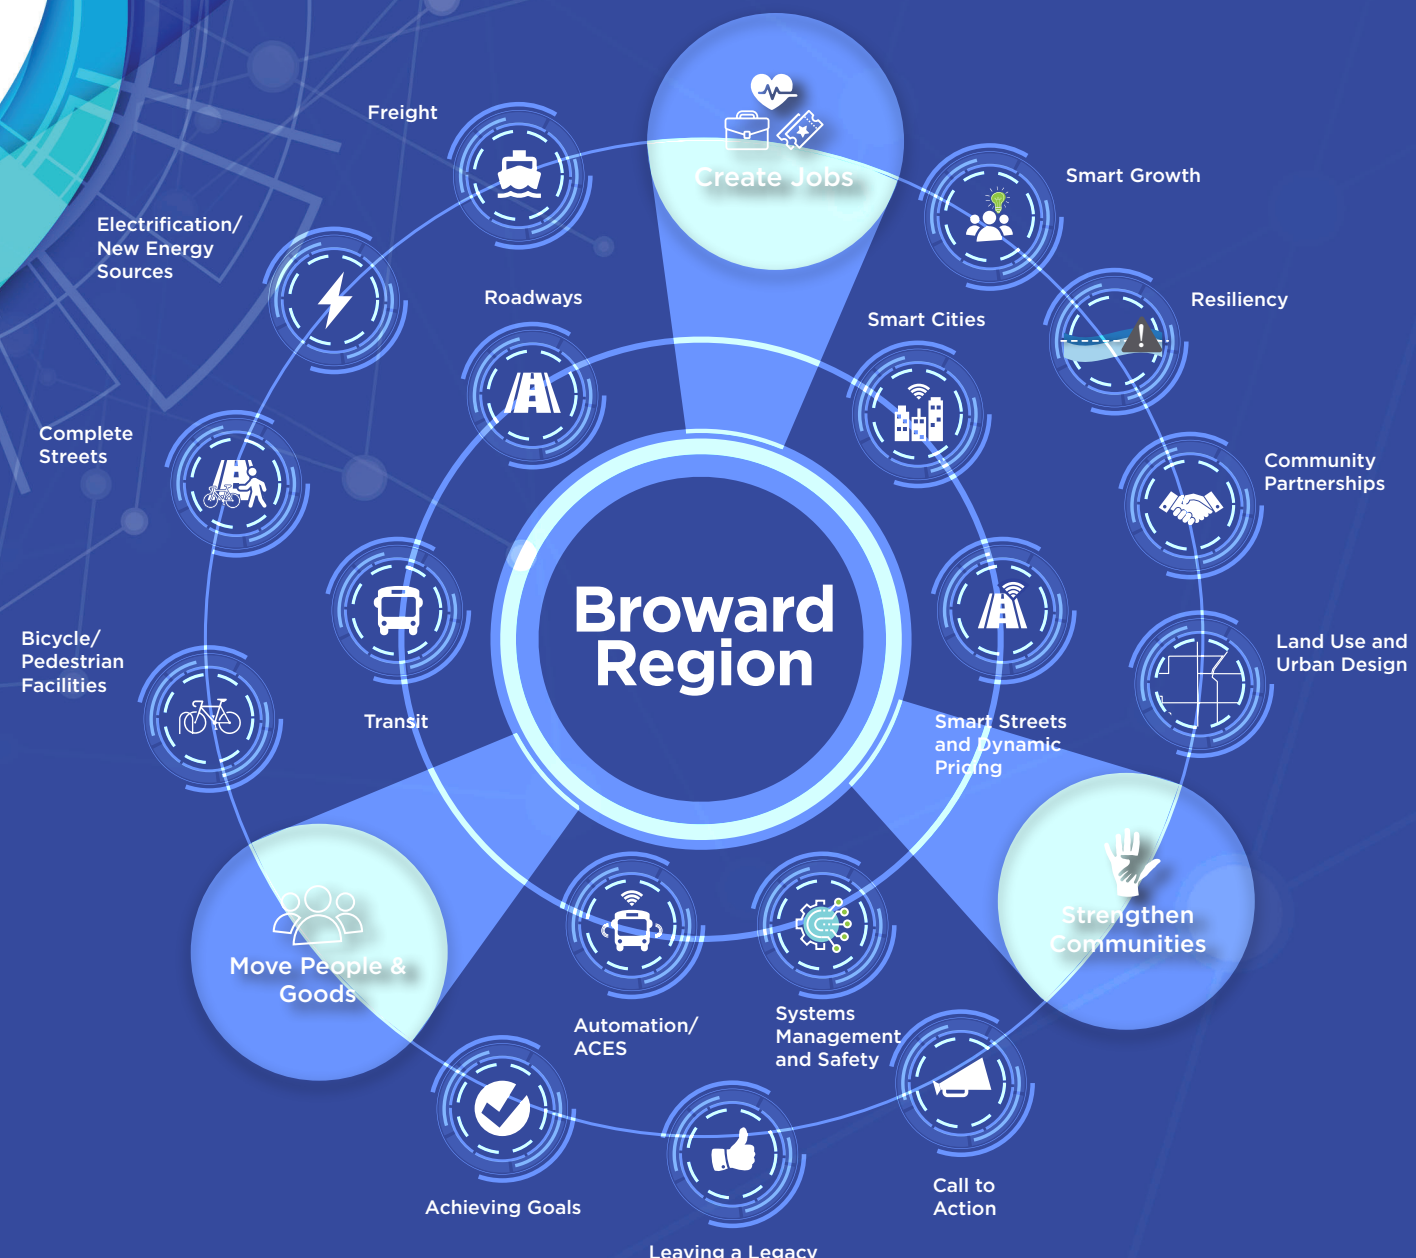 Freight
Create Jobs
Smart Growth
Electrification/
New Energy
Sources
Roadways
Smart Cities
Resiliency
Complete
Streets
Community
Partnerships
Broward
Region
Bicycle/
Pedestrian
Facilities
Transit
Smart Streets
and Dynamic
Pricing
Land Use and
Urban Design
Strengthen
Communities
Move People &
Goods
Automation/
ACES
Systems
Management
and Safety
Achieving Goals
Call to
Action
Leaving a Legacy